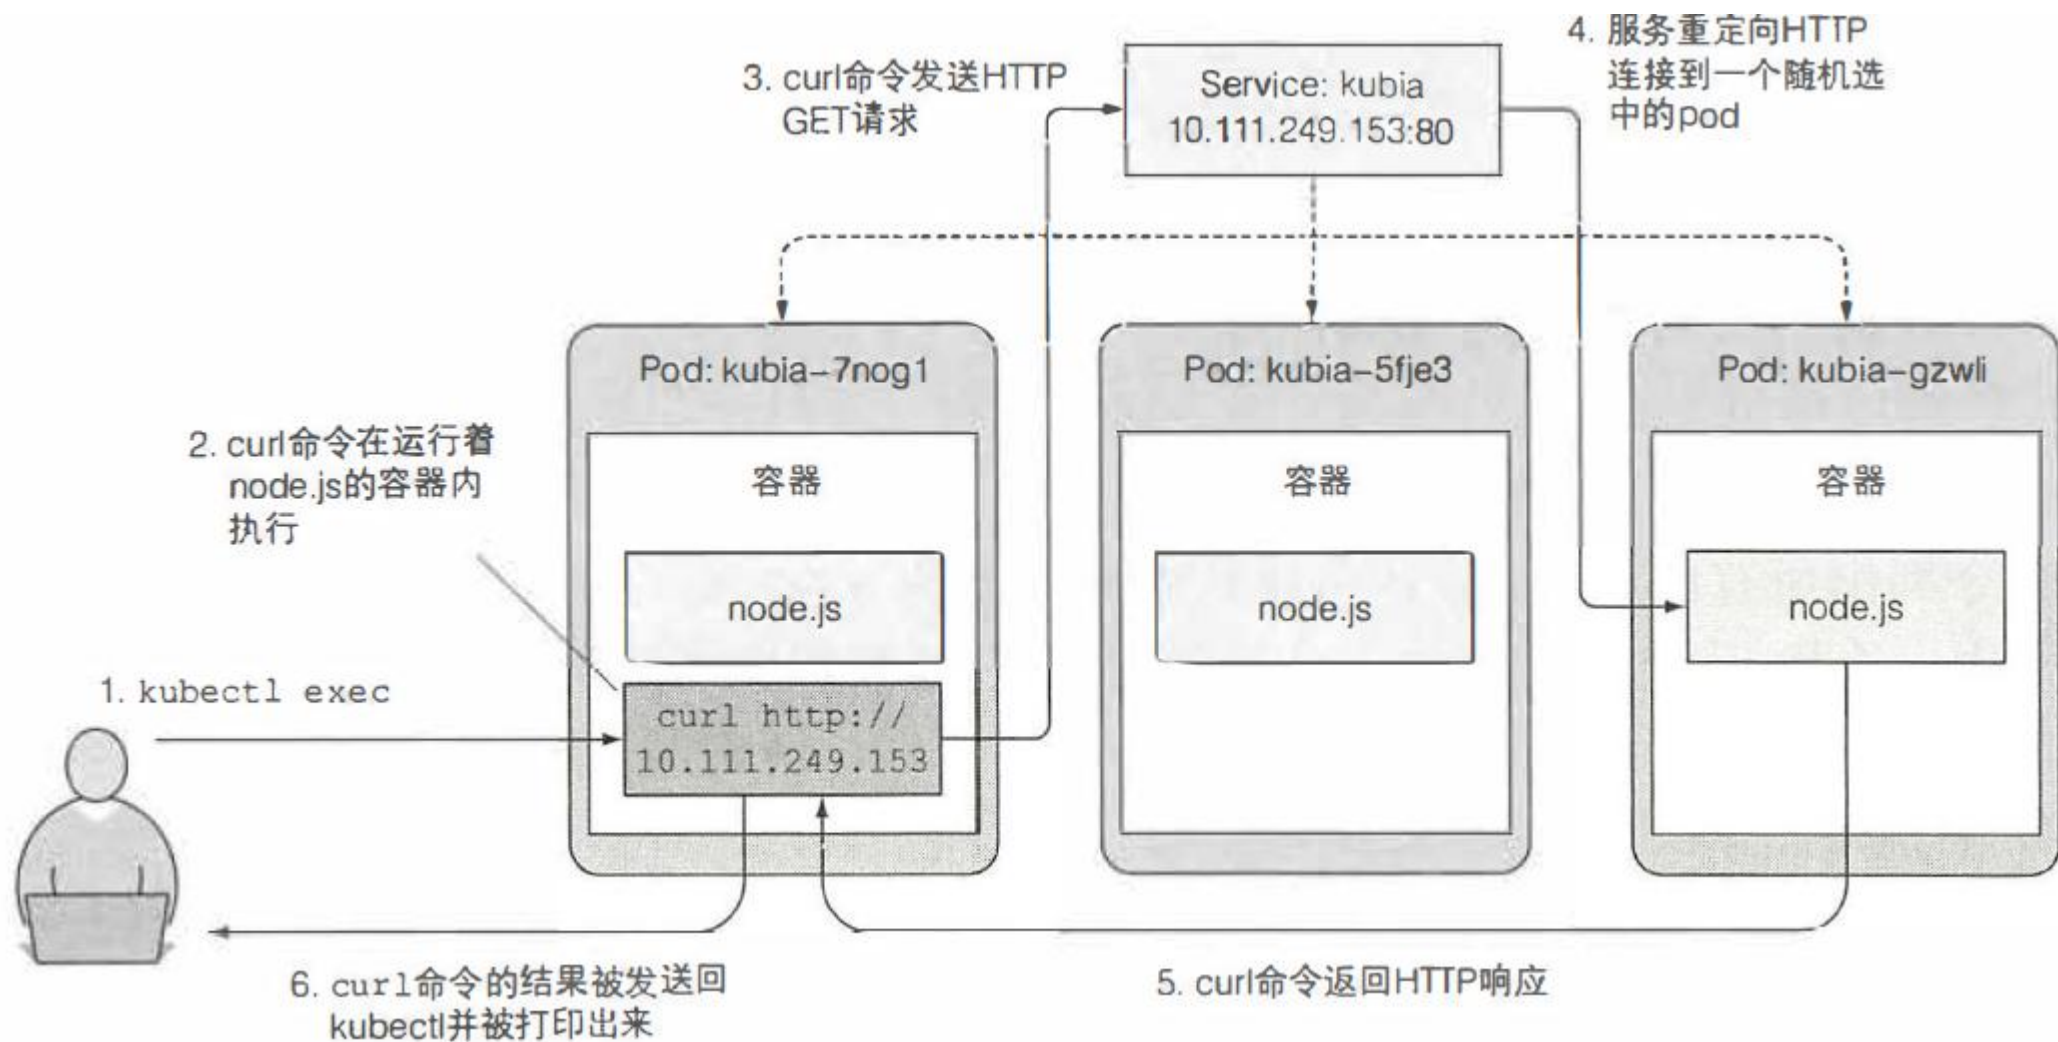 4. 服务重定向HTTP
连接到一个随机选
中的pod
3. curl命令发送HTTP
GET请求
Service: kubia
10.111.249.153:80
Pod: kubia-7nog1
Pod: kubia-5fje3
Pod: kubia-gzwli
2. curl命令在运行着
node.js的容器内
执行
容器
容器
容器
node.js
node.js
node.js
1. kubectl exec
curl http://
10.111.249.153
6. curl命令的结果被发送回
kubectl并被打印出来
5. curl命令返回HTTP响应